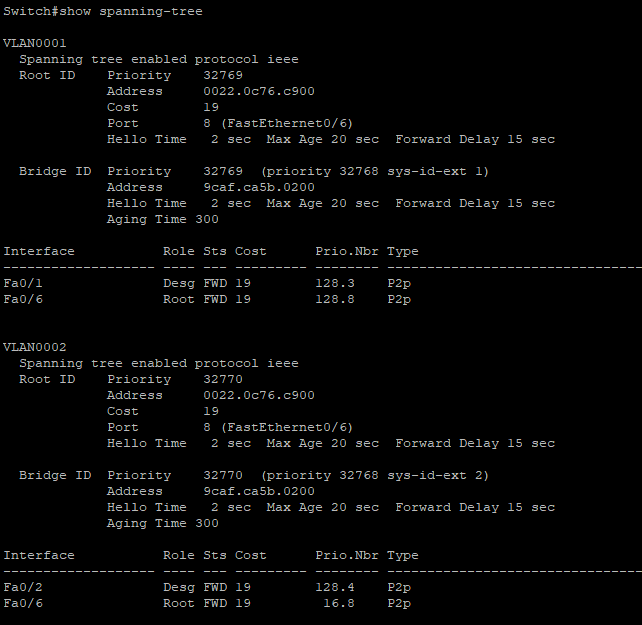 Switch#show spanning-tree
VLAN0001
  Spanning tree enabled protocol ieee
  Root ID    Priority    32769
             Address     0022.0c76.c900
             Cost        19
             Port        8 (FastEthernet0/6)
             Hello Time   2 sec  Max Age 20 sec  Forward Delay 15 sec
  Bridge ID  Priority    32769  (priority 32768 sys-id-ext 1)
             Address     9caf.ca5b.0200
             Hello Time   2 sec  Max Age 20 sec  Forward Delay 15 sec
             Aging Time 300
Interface           Role Sts Cost      Prio.Nbr Type
------------------- ---- --- --------- -------- --------------------------------
Fa0/1               Desg FWD 19        128.3    P2p
Fa0/6               Root FWD 19        128.8    P2p
VLAN0002
  Spanning tree enabled protocol ieee
  Root ID    Priority    32770
             Address     0022.0c76.c900
             Cost        19
             Port        8 (FastEthernet0/6)
             Hello Time   2 sec  Max Age 20 sec  Forward Delay 15 sec
  Bridge ID  Priority    32770  (priority 32768 sys-id-ext 2)
             Address     9caf.ca5b.0200
             Hello Time   2 sec  Max Age 20 sec  Forward Delay 15 sec
             Aging Time 300
Interface           Role Sts Cost      Prio.Nbr Type
------------------- ---- --- --------- -------- --------------------------------
Fa0/2               Desg FWD 19        128.4    P2p
Fa0/6               Root FWD 19         16.8    P2p